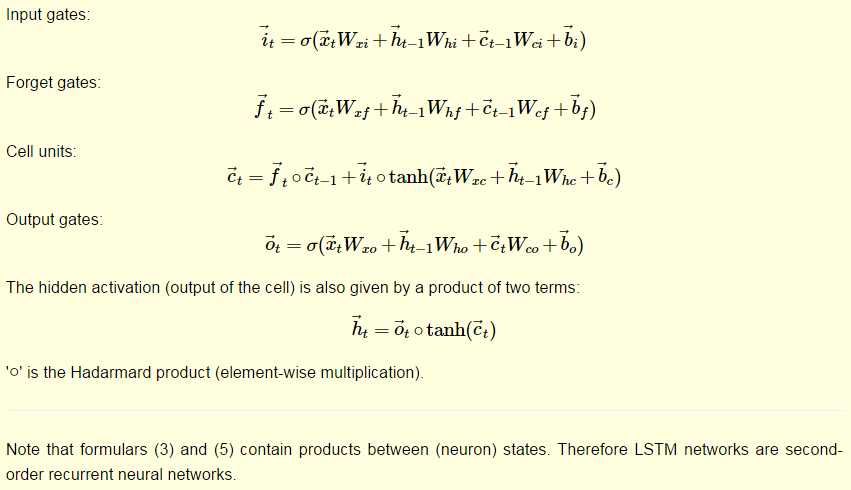 Input gates:
$\vec{i}_t = \sigma(\vec{x}_t W_{xi} + \vec{h}_{t-1} W_{hi} + \vec{c}_{t-1} W_{ci} + \vec{b}_i)$
Forget gates:
$\vec{f}_t = \sigma(\vec{x}_t W_{xf} + \vec{h}_{t-1} W_{hf} + \vec{c}_{t-1} W_{cf} + \vec{b}_f)$
Cell units:
$\vec{c}_t = \vec{f}_t \circ \vec{c}_{t-1} + \vec{i}_t \circ \tanh(\vec{x}_t W_{xc} + \vec{h}_{t-1} W_{hc} + \vec{b}_c)$
Output gates:
$\vec{o}_t = \sigma(\vec{x}_t W_{xo} + \vec{h}_{t-1} W_{ho} + \vec{c}_t W_{co} + \vec{b}_o)$
The hidden activation (output of the cell) is also given by a product of two terms:
$\vec{h}_t = \vec{o}_t \circ \tanh(\vec{c}_t)$
'○' is the Hadarmard product (element-wise multiplication).
Note that formulars (3) and (5) contain products between (neuron) states. Therefore LSTM networks are second-
order recurrent neural networks.